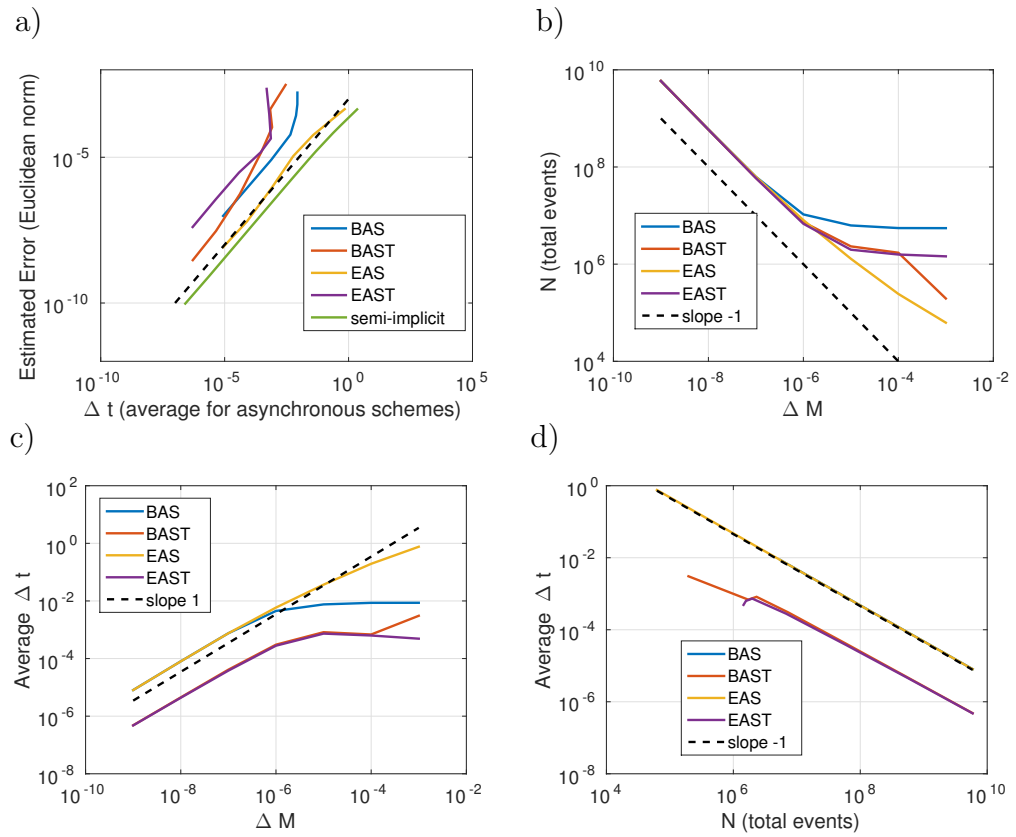 a)
Estimated Error (Euclidean norm)
10^-5
10^-10
10^-10
10^-5
10^0
10^5
Δ t (average for asynchronous schemes)
BAS
BAST
EAS
EAST
semi-implicit
b)
N (total events)
10^10
10^8
10^6
10^4
10^-10
10^-8
10^-6
10^-4
10^-2
Δ M
BAS
BAST
EAS
EAST
slope -1
c)
Average Δ t
10^2
10^0
10^-2
10^-4
10^-6
10^-8
10^-10
10^-8
10^-6
10^-4
10^-2
Δ M
BAS
BAST
EAS
EAST
slope 1
d)
Average Δ t
10^0
10^-2
10^-4
10^-6
10^-8
10^4
10^6
10^8
10^10
N (total events)
BAS
BAST
EAS
EAST
slope -1